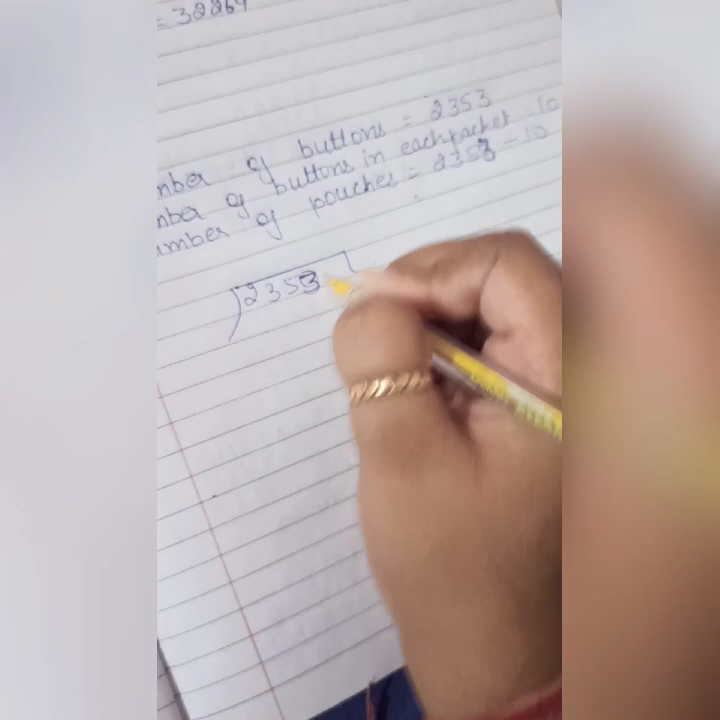 = 32264
mber of buttons = 2353
mber of buttons in each packet 10
umber of pouches = 2353 - 10
2353